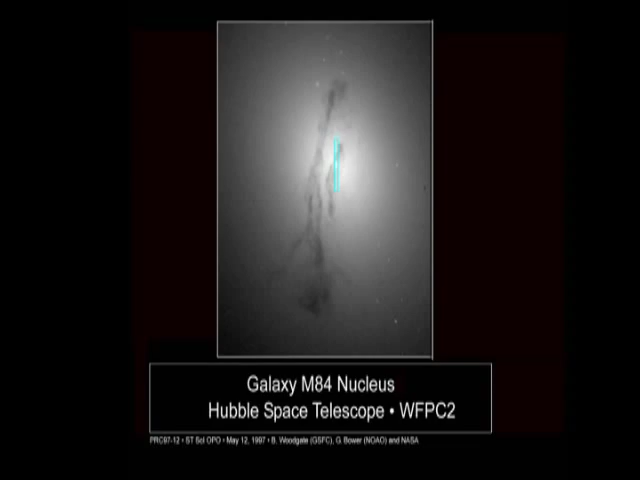 Galaxy M84 Nucleus
Hubble Space Telescope • WFPC2
PRC97-12 • ST ScI OPO • May 12, 1997 • B. Woodgate (GSFC), G. Bower (NOAO) and NASA